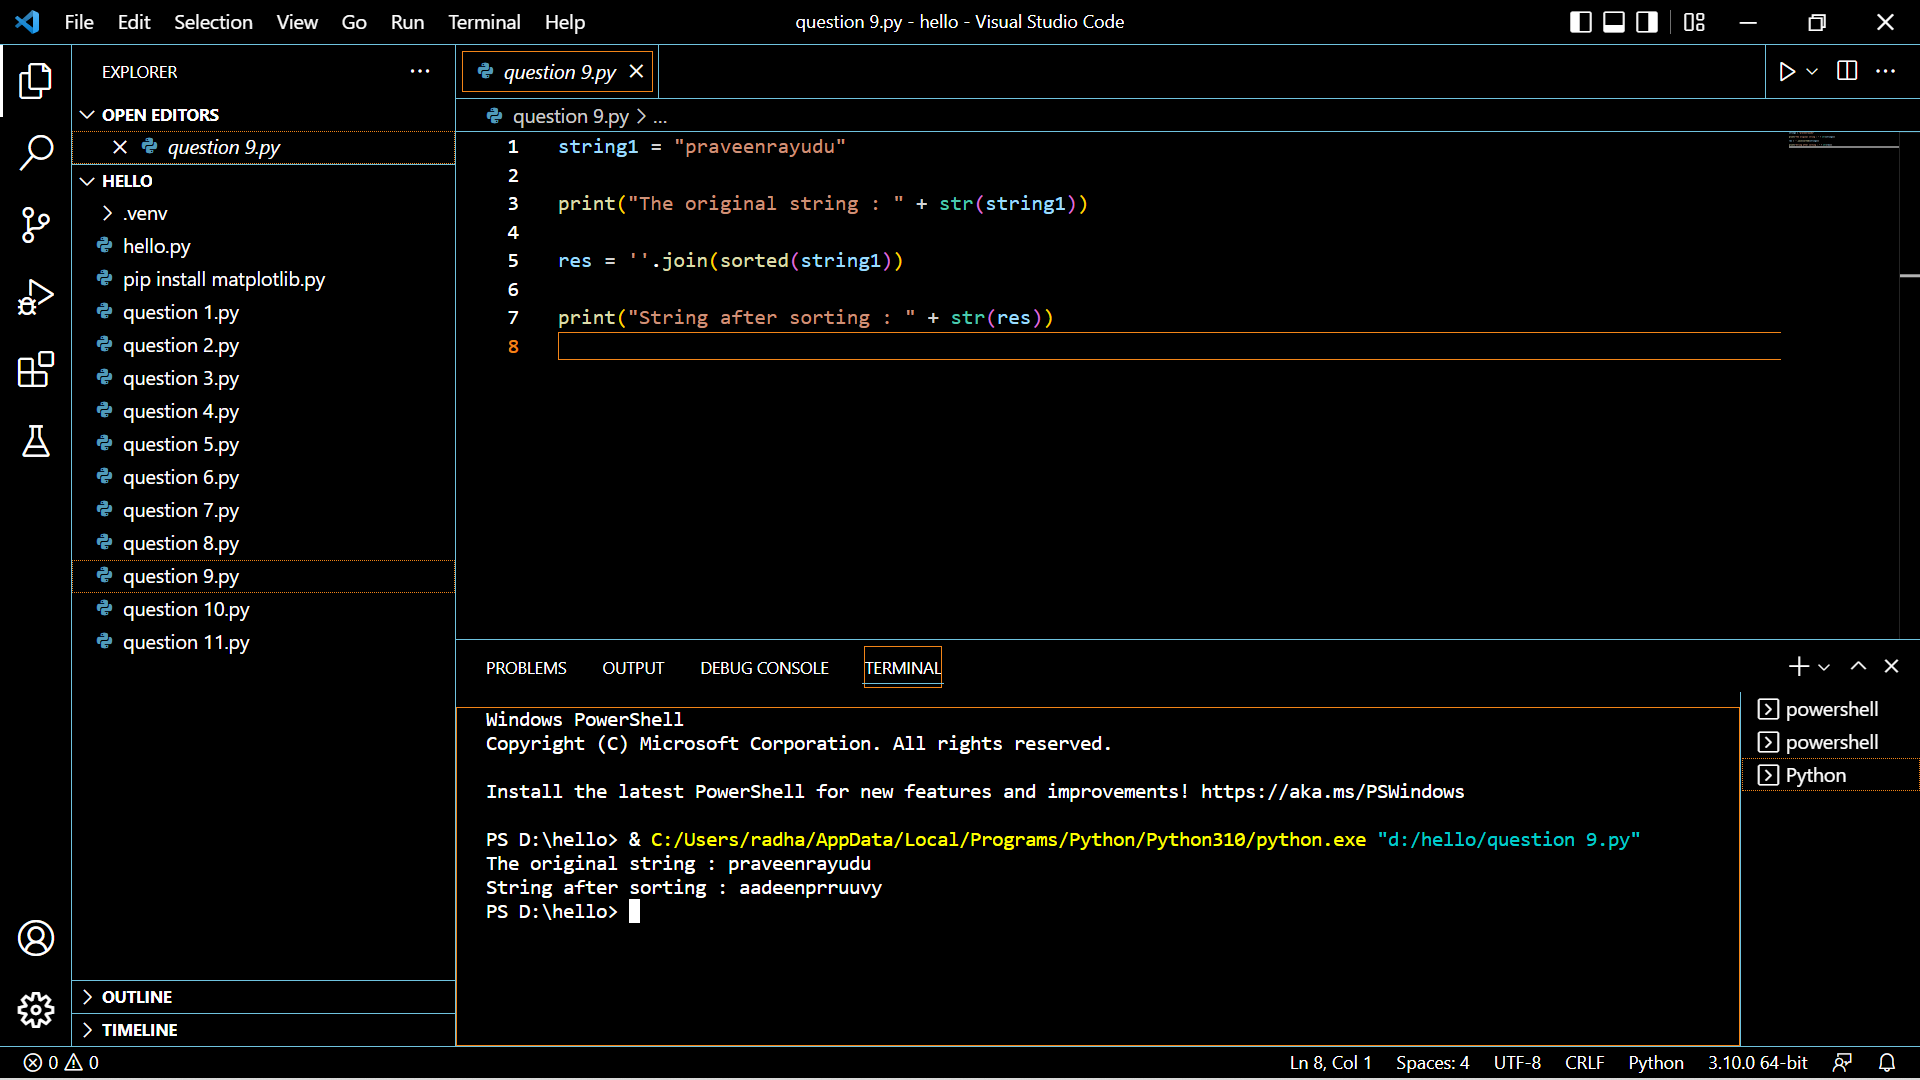 File Edit Selection View Go Run Terminal Help question 9.py - hello - Visual Studio Code
EXPLORER
OPEN EDITORS
question 9.py
HELLO
.venv
hello.py
pip install matplotlib.py
question 1.py
question 2.py
question 3.py
question 4.py
question 5.py
question 6.py
question 7.py
question 8.py
question 9.py
question 10.py
question 11.py
OUTLINE
TIMELINE
question 9.py
question 9.py > ...
1 string1 = "praveenrayudu"
2
3 print("The original string : " + str(string1))
4
5 res = ''.join(sorted(string1))
6
7 print("String after sorting : " + str(res))
8
PROBLEMS OUTPUT DEBUG CONSOLE TERMINAL
Windows PowerShell
Copyright (C) Microsoft Corporation. All rights reserved.
Install the latest PowerShell for new features and improvements! https://aka.ms/PSWindows
PS D:\hello> & C:/Users/radha/AppData/Local/Programs/Python/Python310/python.exe "d:/hello/question 9.py"
The original string : praveenrayudu
String after sorting : aadeenprruuvy
PS D:\hello>
powershell
powershell
Python
0 0 Ln 8, Col 1 Spaces: 4 UTF-8 CRLF Python 3.10.0 64-bit